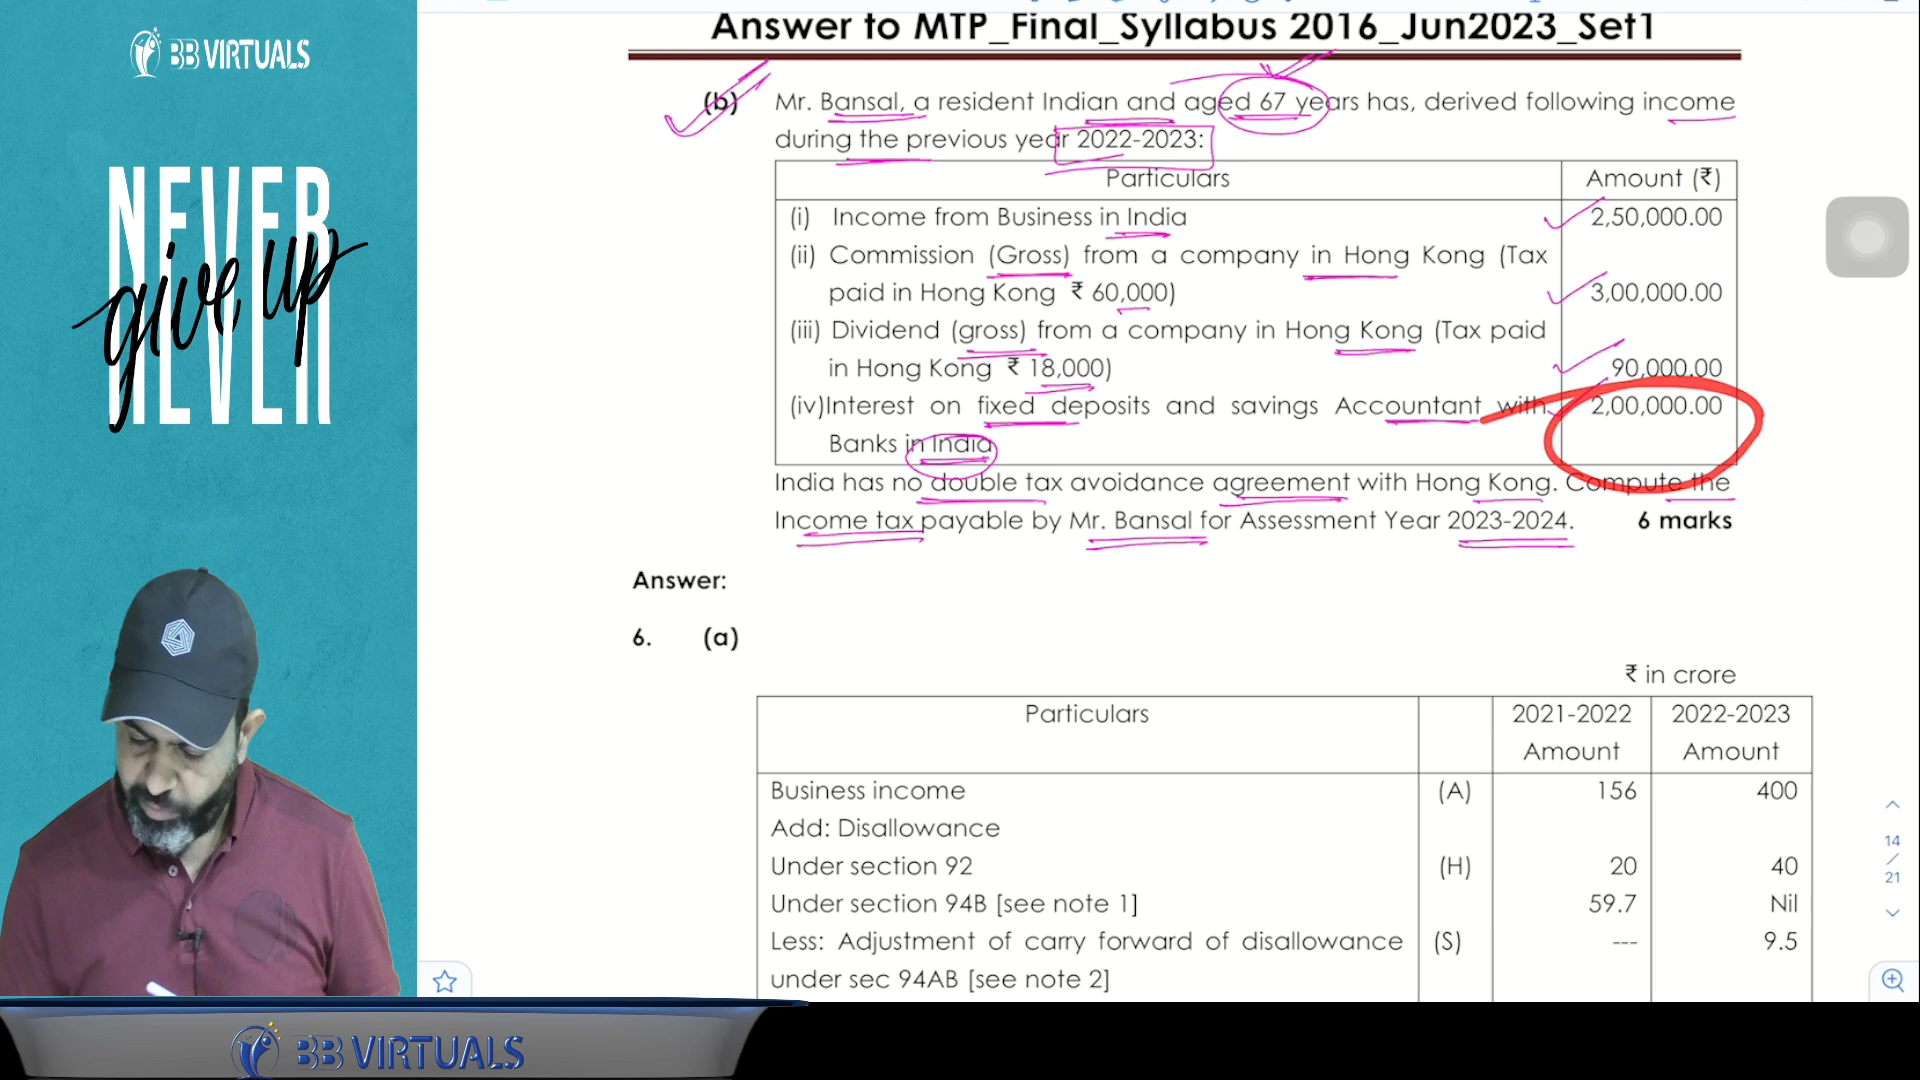 BB VIRTUALS
NEVER
give up
NEVER
Answer to MTP_Final_Syllabus 2016_Jun2023_Set1
(b) Mr. Bansal, a resident Indian and aged 67 years has, derived following income
during the previous year 2022-2023:
Particulars Amount (₹)
(i) Income from Business in India 2,50,000.00
(ii) Commission (Gross) from a company in Hong Kong (Tax
paid in Hong Kong ₹ 60,000) 3,00,000.00
(iii) Dividend (gross) from a company in Hong Kong (Tax paid
in Hong Kong ₹ 18,000) 90,000.00
(iv)Interest on fixed deposits and savings Accountant with 2,00,000.00
Banks in India
India has no double tax avoidance agreement with Hong Kong. Compute the
Income tax payable by Mr. Bansal for Assessment Year 2023-2024. 6 marks
Answer:
6. (a)
₹ in crore
Particulars 2021-2022 2022-2023
Amount Amount
Business income (A) 156 400
Add: Disallowance
Under section 92 (H) 20 40
Under section 94B [see note 1] 59.7 Nil
Less: Adjustment of carry forward of disallowance (S) --- 9.5
under sec 94AB [see note 2]
14
/
21
BB VIRTUALS